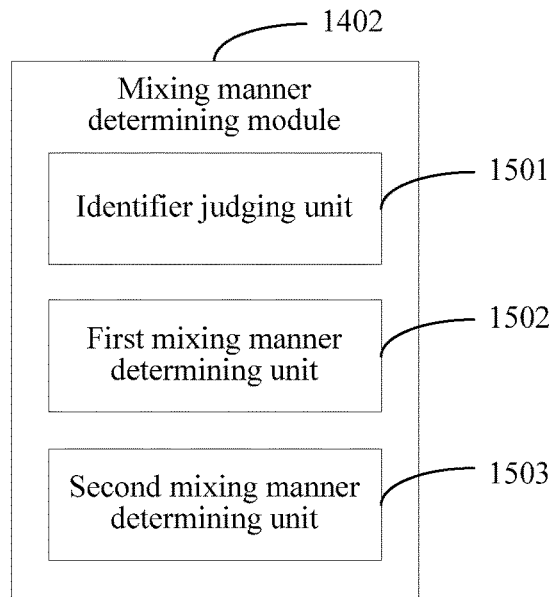 1402
Mixing manner
determining module
Identifier judging unit
1501
First mixing manner
determining unit
1502
Second mixing manner
determining unit
1503